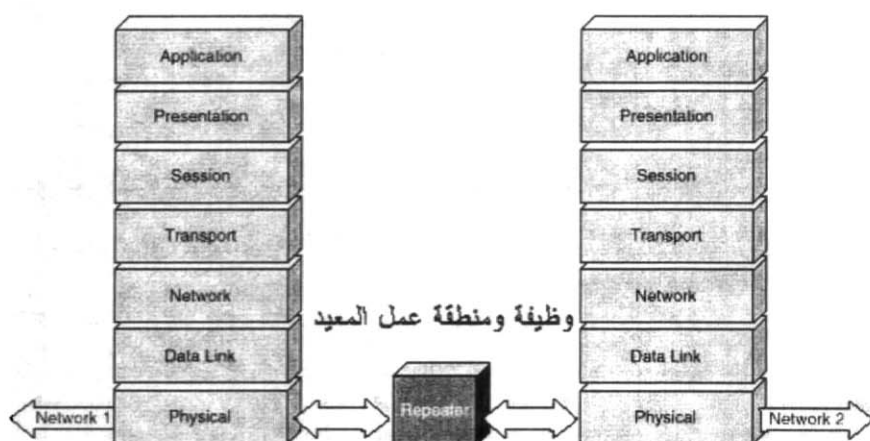 Application
Presentation
Session
Transport
Network
Data Link
Physical
Network 1
وظيفة ومنطقة عمل المعيد
Repeater
Application
Presentation
Session
Transport
Network
Data Link
Physical
Network 2